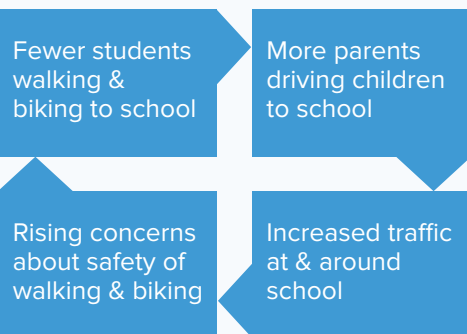 Fewer students
walking &
biking to school
More parents
driving children
to school
Increased traffic
at & around
school
Rising concerns
about safety of
walking & biking